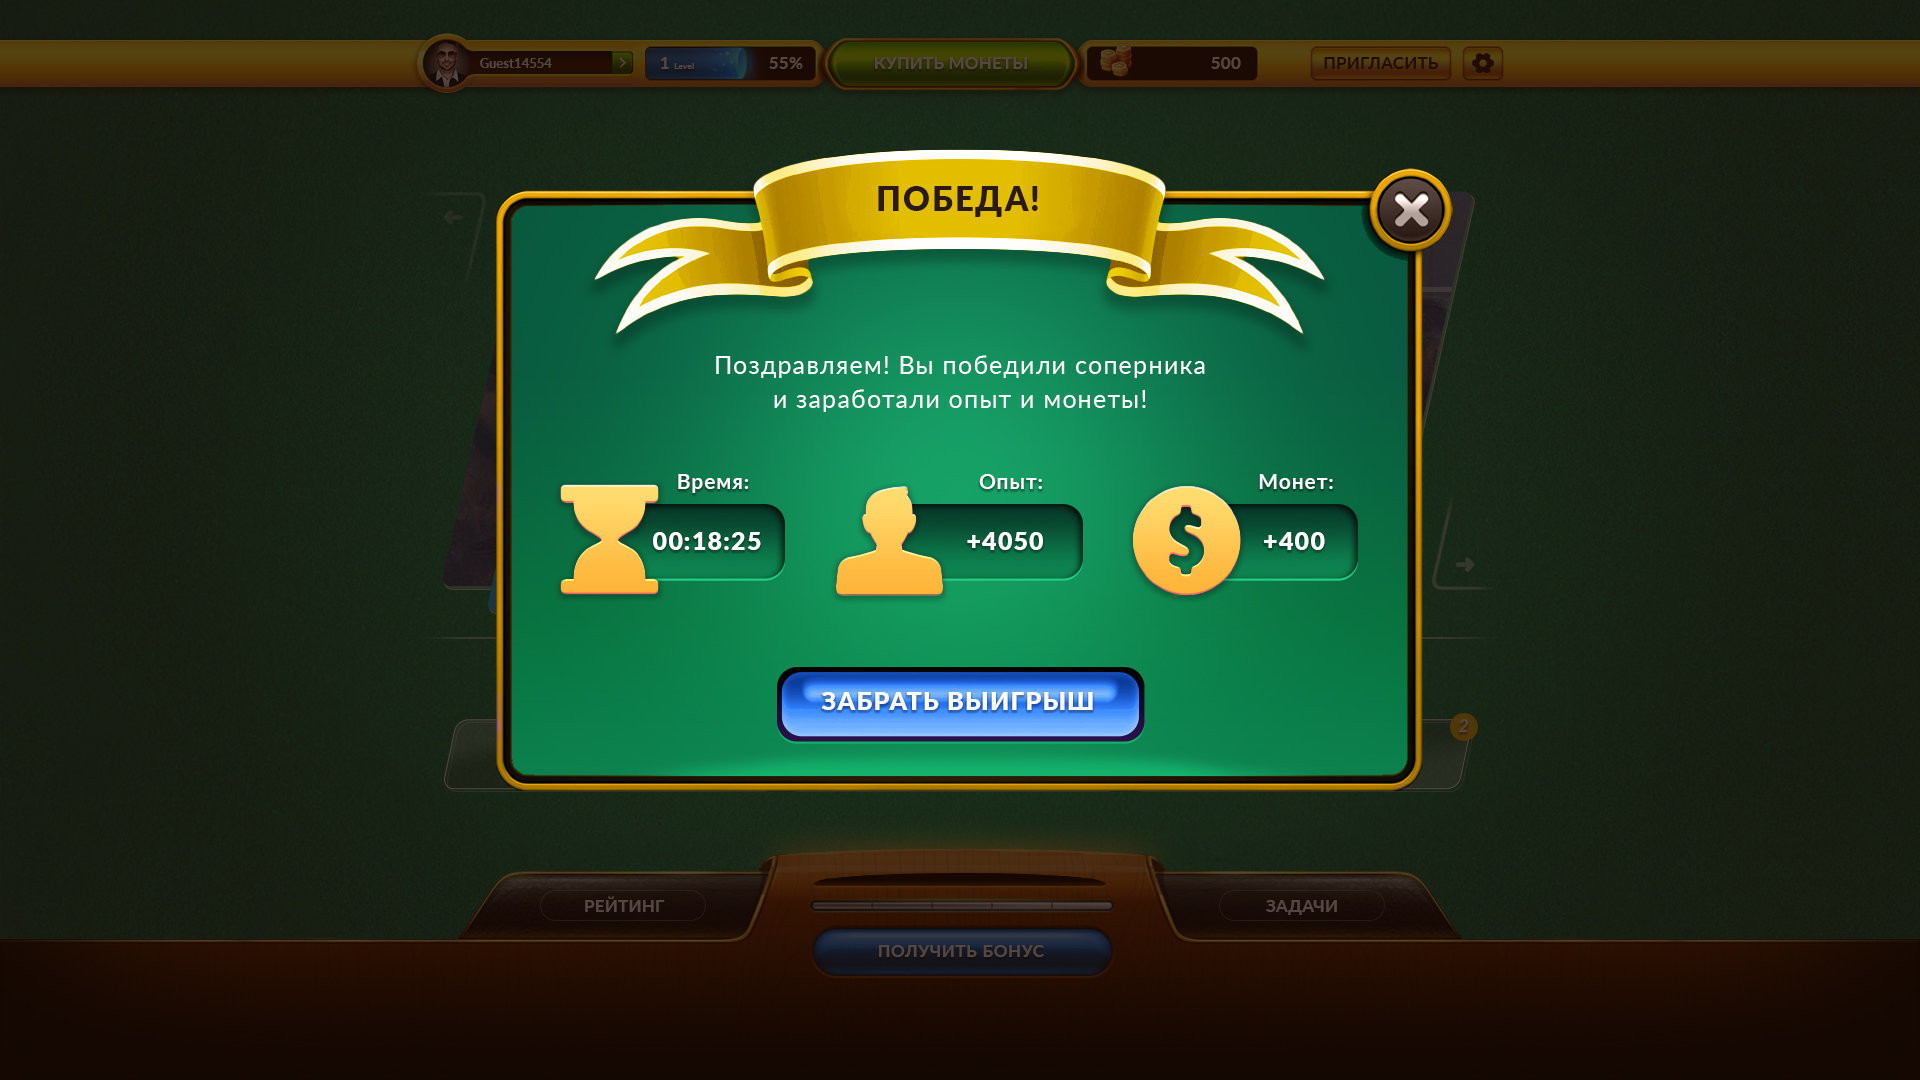 Guest14554
1 Level
55%
КУПИТЬ МОНЕТЫ
500
ПРИГЛАСИТЬ
ПОБЕДА!
Поздравляем! Вы победили соперника
и заработали опыт и монеты!
Время:
00:18:25
Опыт:
+4050
Монет:
+400
ЗАБРАТЬ ВЫИГРЫШ
2
РЕЙТИНГ
ЗАДАЧИ
ПОЛУЧИТЬ БОНУС